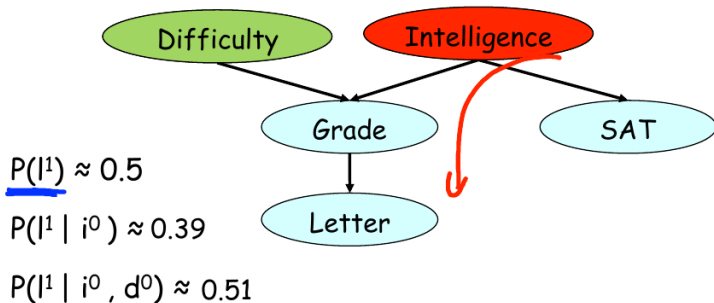 Difficulty
Intelligence
Grade
SAT
P(l¹) ≈ 0.5
P(l¹ | i⁰ ) ≈ 0.39
Letter
P(l¹ | i⁰ , d⁰) ≈ 0.51